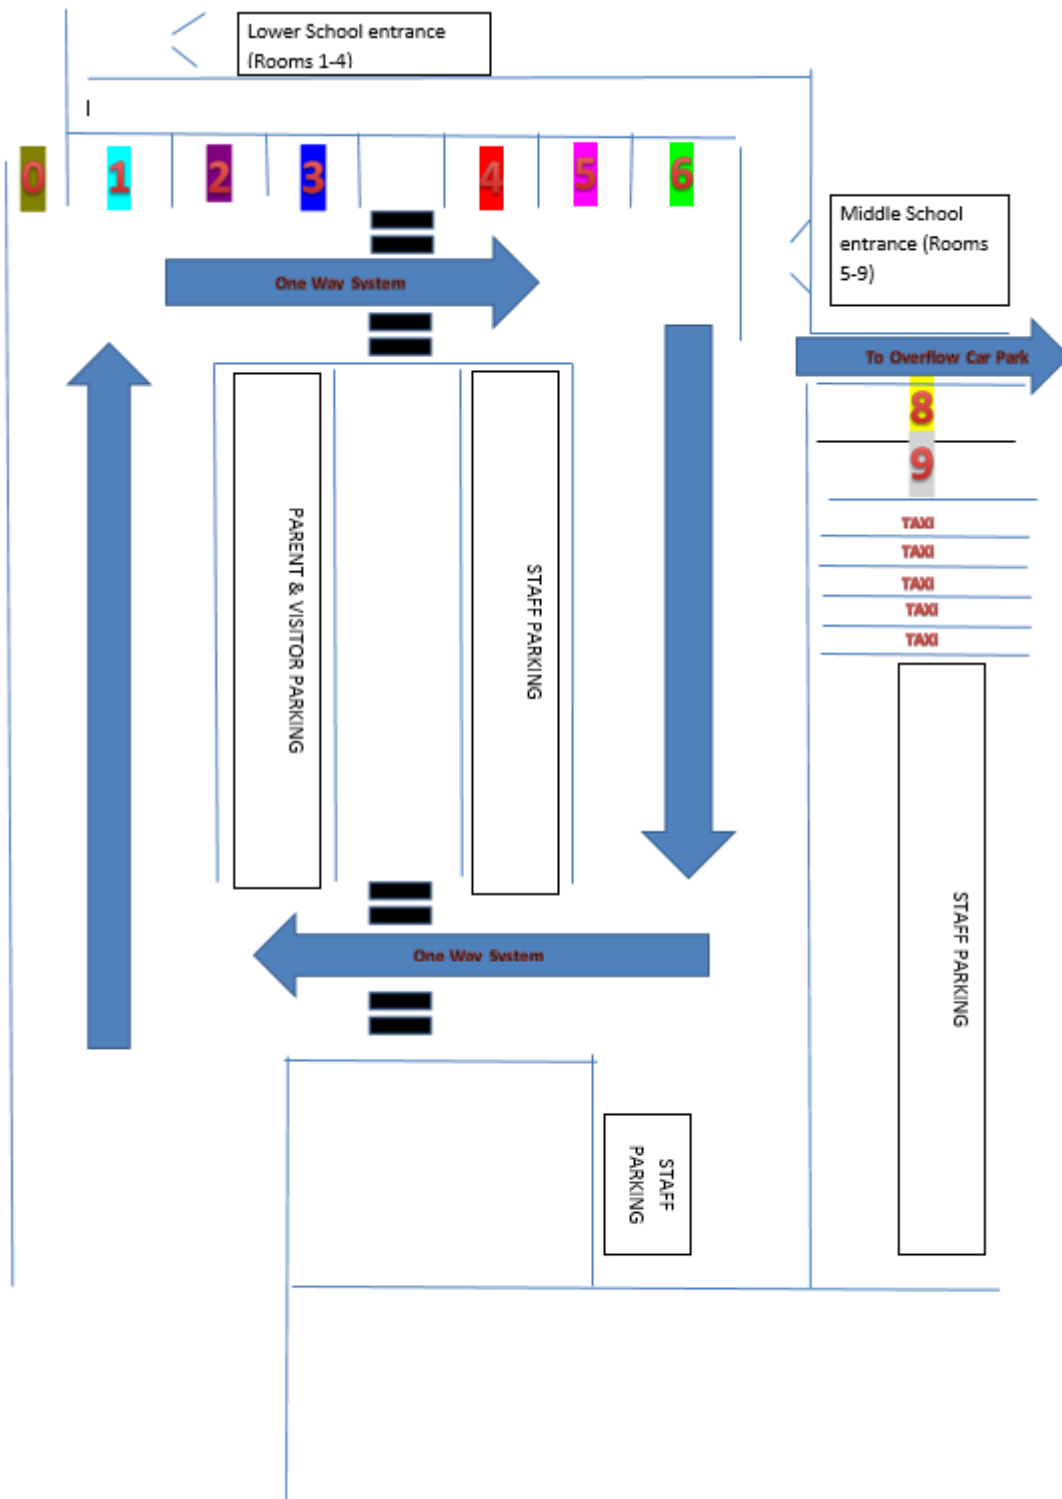 Lower School entrance
(Rooms 1-4)
I
0
1
2
3
4
5
6
Middle School
entrance (Rooms
5-9)
One Way System
To Overflow Car Park
8
9
TAXI
TAXI
TAXI
TAXI
TAXI
PARENT & VISITOR PARKING
STAFF PARKING
STAFF PARKING
One Way System
STAFF
PARKING